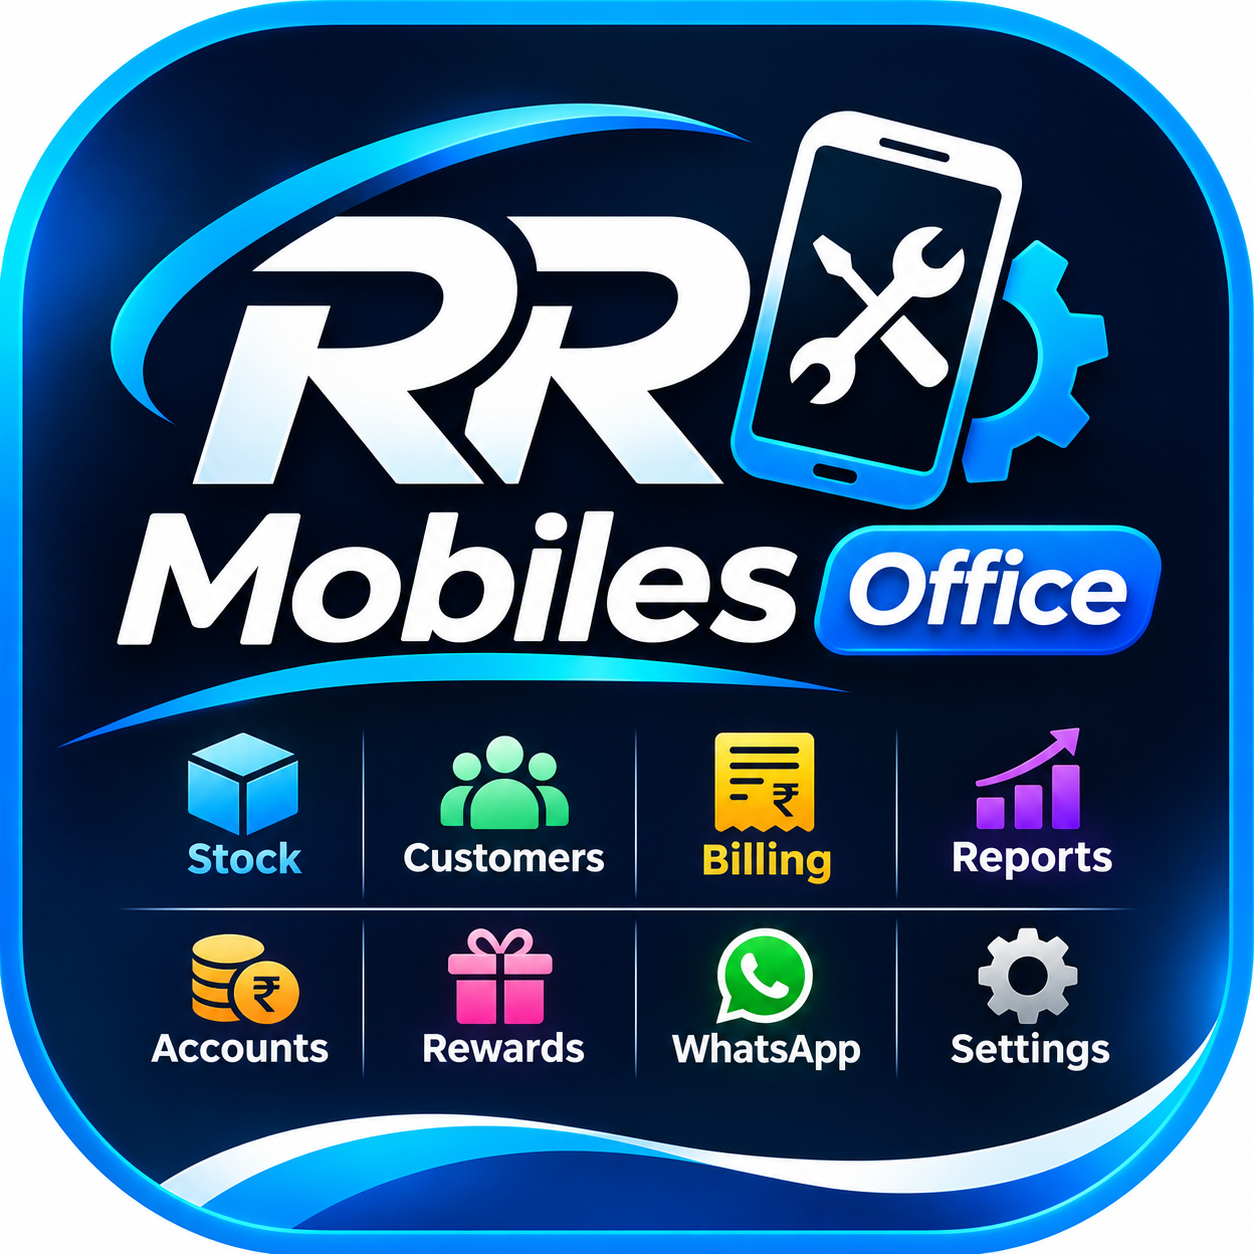 RR
Mobiles Office
₹
Stock Customers Billing Reports
₹
Accounts Rewards WhatsApp Settings